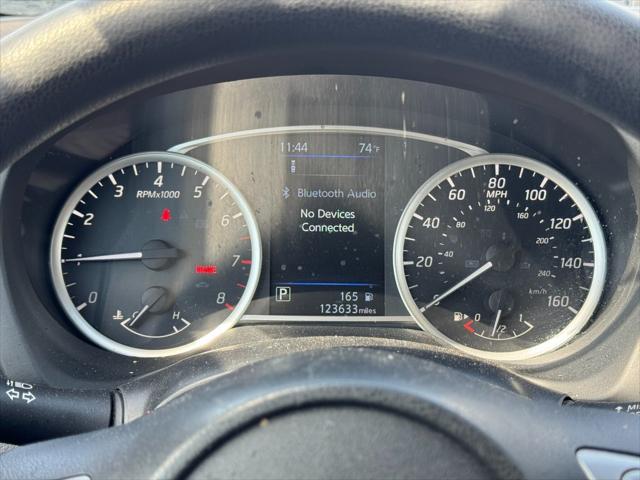 11:44 74°F
Bluetooth Audio
No Devices
Connected
P 165
123633 miles
0 1 2 3 4 5 6 7 8
RPMx1000
BRAKE
C H
0 20 40 60 80 100 120 140 160
MPH
80 120 160 200 240
km/h
0 1/2 1